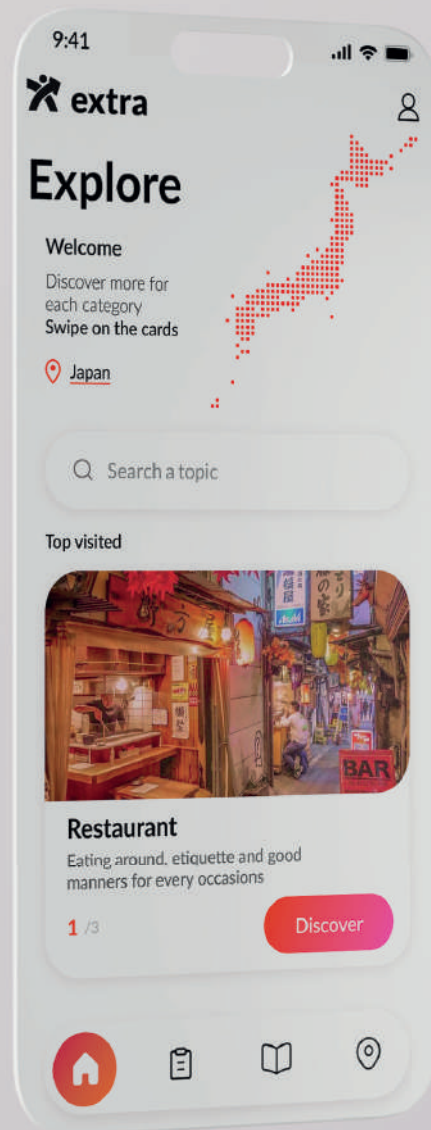 9:41
extra
Explore
Welcome
Discover more for
each category
Swipe on the cards
Japan
Search a topic
Top visited
Asahi
BAR
Restaurant
Eating around, etiquette and good
manners for every occasions
1 /3
Discover